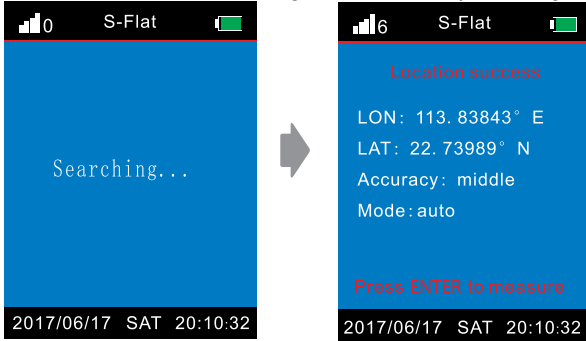 0 S-Flat
Searching...
2017/06/17 SAT 20:10:32
6 S-Flat
Location success
LON: 113.83843° E
LAT: 22.73989° N
Accuracy: middle
Mode:auto
Press ENTER to measure
2017/06/17 SAT 20:10:32